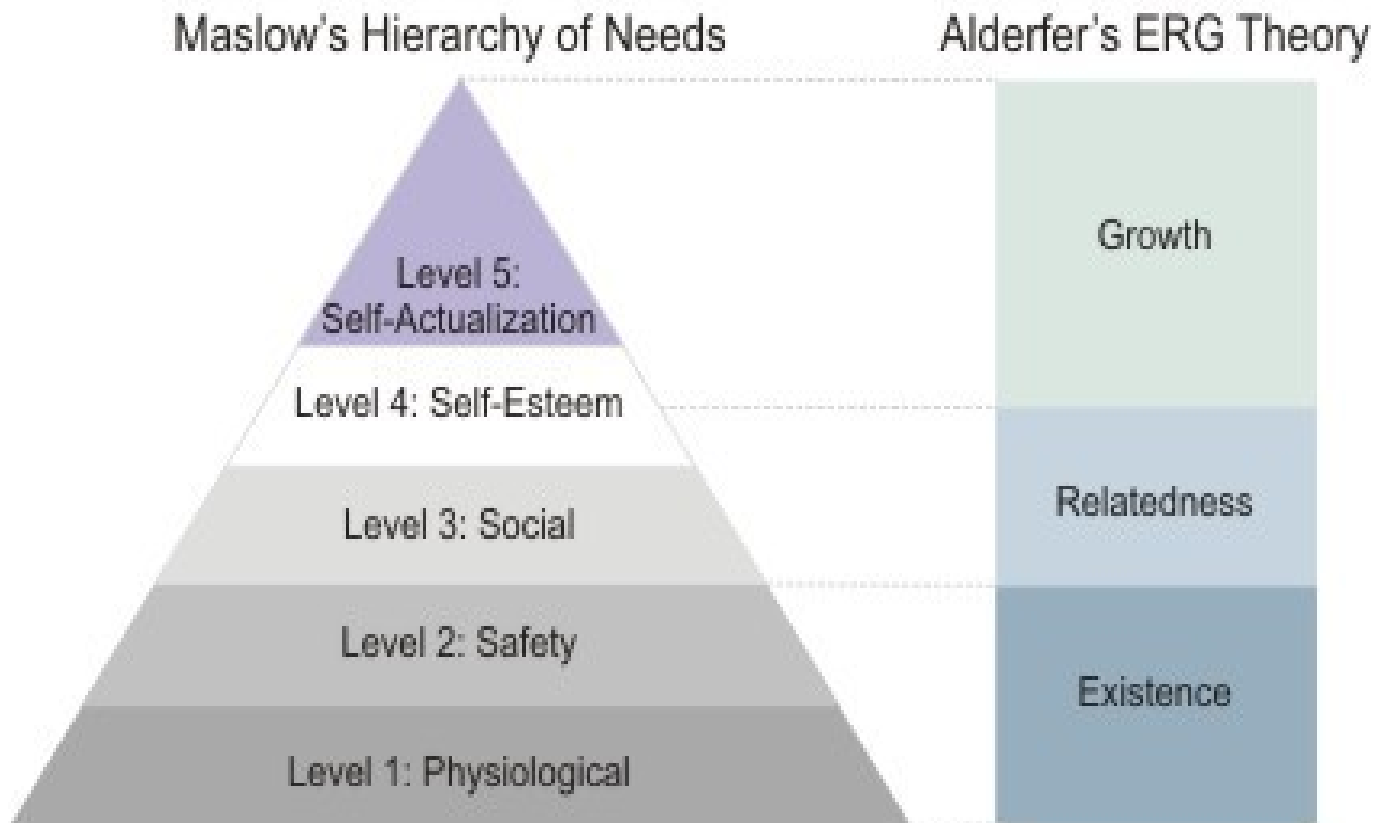 Maslow's Hierarchy of Needs
Alderfer's ERG Theory
Level 5:
Self-Actualization
Level 4: Self-Esteem
Level 3: Social
Level 2: Safety
Level 1: Physiological
Growth
Relatedness
Existence